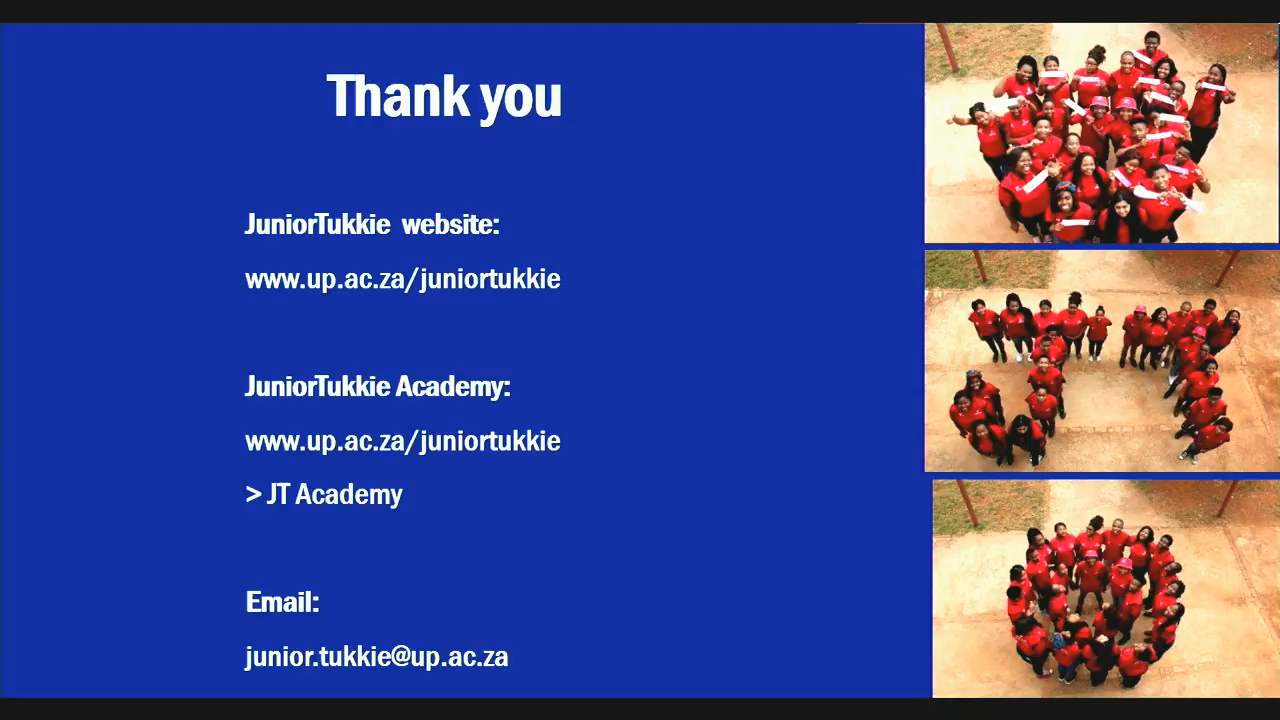 Thank you
JuniorTukkie website:
www.up.ac.za/juniortukkie
JuniorTukkie Academy:
www.up.ac.za/juniortukkie
> JT Academy
Email:
junior.tukkie@up.ac.za